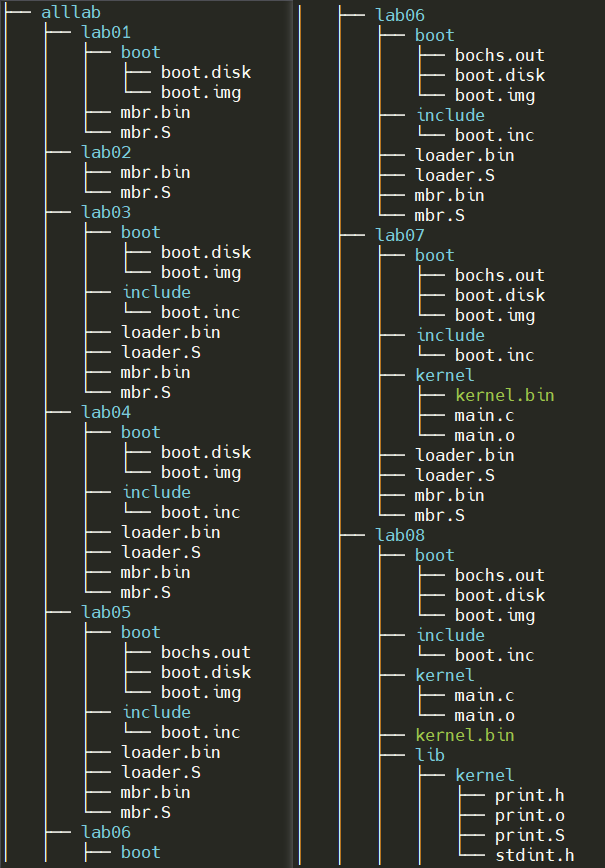 ├── alllab
│   ├── lab01
│   │   ├── boot
│   │   │   ├── boot.disk
│   │   │   └── boot.img
│   │   ├── mbr.bin
│   │   └── mbr.S
│   ├── lab02
│   │   ├── mbr.bin
│   │   └── mbr.S
│   ├── lab03
│   │   ├── boot
│   │   │   ├── boot.disk
│   │   │   └── boot.img
│   │   ├── include
│   │   │   └── boot.inc
│   │   ├── loader.bin
│   │   ├── loader.S
│   │   ├── mbr.bin
│   │   └── mbr.S
│   ├── lab04
│   │   ├── boot
│   │   │   ├── boot.disk
│   │   │   └── boot.img
│   │   ├── include
│   │   │   └── boot.inc
│   │   ├── loader.bin
│   │   ├── loader.S
│   │   ├── mbr.bin
│   │   └── mbr.S
│   ├── lab05
│   │   ├── boot
│   │   │   ├── bochs.out
│   │   │   ├── boot.disk
│   │   │   └── boot.img
│   │   ├── include
│   │   │   └── boot.inc
│   │   ├── loader.bin
│   │   ├── loader.S
│   │   ├── mbr.bin
│   │   └── mbr.S
│   ├── lab06
│   │   ├── boot
│   ├── lab06
│   │   ├── boot
│   │   │   ├── bochs.out
│   │   │   ├── boot.disk
│   │   │   └── boot.img
│   │   ├── include
│   │   │   └── boot.inc
│   │   ├── loader.bin
│   │   ├── loader.S
│   │   ├── mbr.bin
│   │   └── mbr.S
│   ├── lab07
│   │   ├── boot
│   │   │   ├── bochs.out
│   │   │   ├── boot.disk
│   │   │   └── boot.img
│   │   ├── include
│   │   │   └── boot.inc
│   │   ├── kernel
│   │   │   ├── kernel.bin
│   │   │   ├── main.c
│   │   │   └── main.o
│   │   ├── loader.bin
│   │   ├── loader.S
│   │   ├── mbr.bin
│   │   └── mbr.S
│   ├── lab08
│   │   ├── boot
│   │   │   ├── bochs.out
│   │   │   ├── boot.disk
│   │   │   └── boot.img
│   │   ├── include
│   │   │   └── boot.inc
│   │   ├── kernel
│   │   │   ├── main.c
│   │   │   └── main.o
│   │   ├── kernel.bin
│   │   ├── lib
│   │   │   ├── kernel
│   │   │   │   ├── print.h
│   │   │   │   ├── print.o
│   │   │   │   ├── print.S
│   │   │   │   └── stdint.h